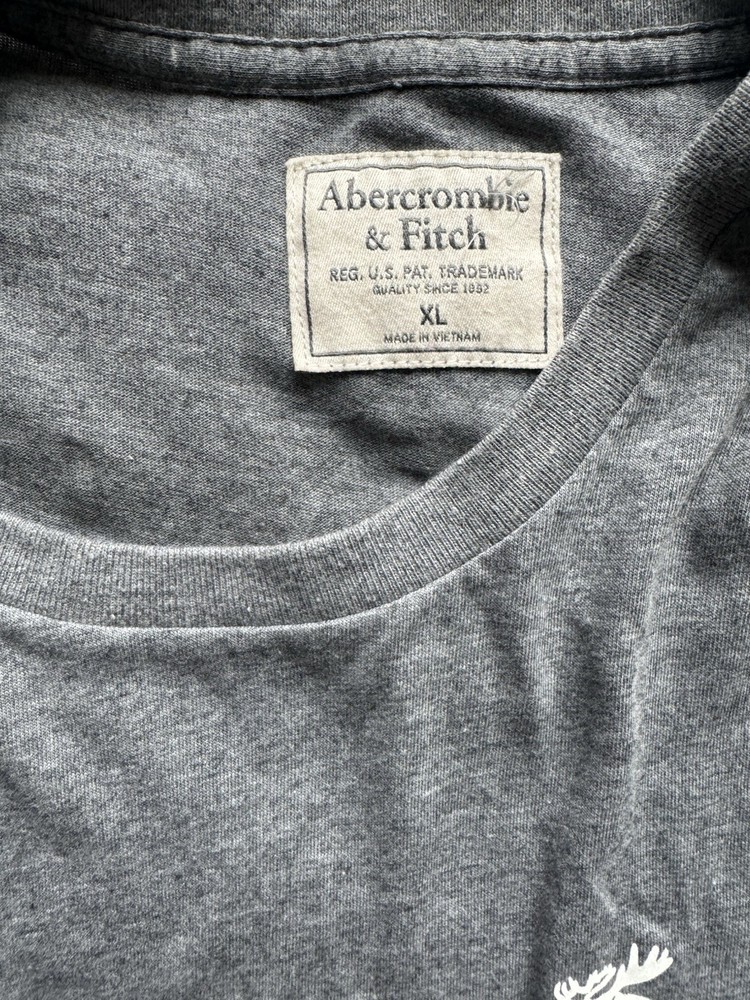 Abercrombie
& Fitch
REG. U.S. PAT. TRADEMARK
QUALITY SINCE 1892
XL
MADE IN VIETNAM